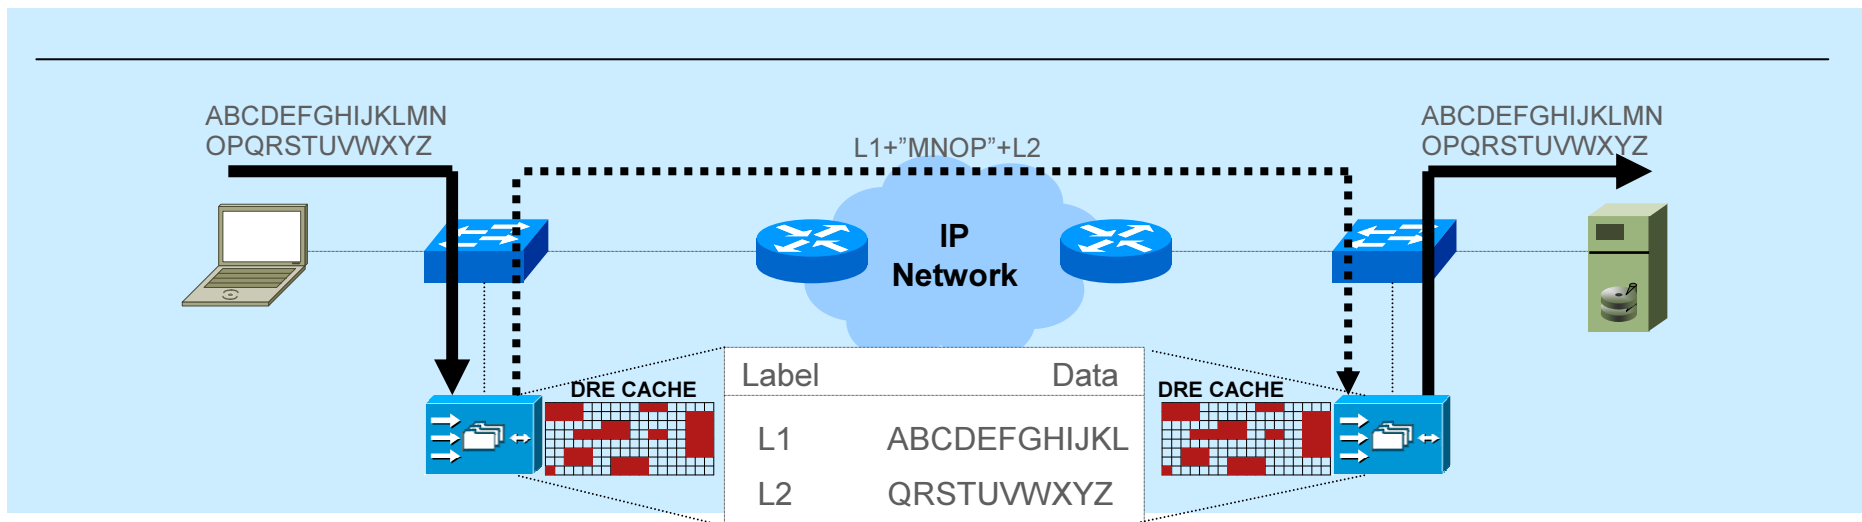 ABCDEFGHIJKLMN
OPQRSTUVWXYZ
L1+”MNOP”+L2
ABCDEFGHIJKLMN
OPQRSTUVWXYZ
IP
Network
DRE CACHE
Label Data
DRE CACHE
L1 ABCDEFGHIJKL
L2 QRSTUVWXYZ